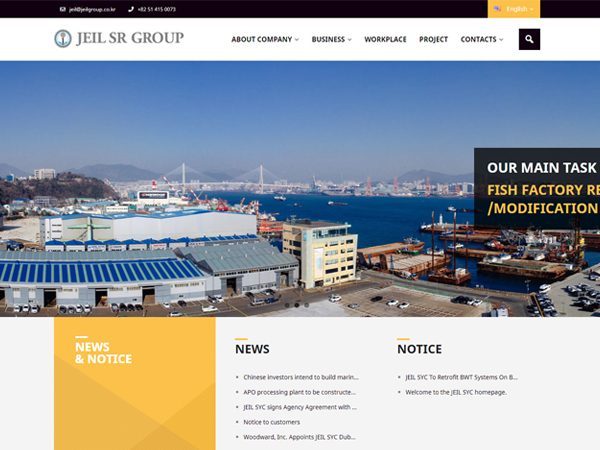 jeil@jeilgroup.co.kr +82 51 415 0073 English
JEIL SR GROUP ABOUT COMPANY BUSINESS WORKPLACE PROJECT CONTACTS
OUR MAIN TASK
FISH FACTORY RE
/MODIFICATION
NEWS
& NOTICE
NEWS
Chinese investors intend to build marin...
APO processing plant to be constructe...
JEIL SYC signs Agency Agreement with ...
Notice to customers
Woodward, Inc. Appoints JEIL SYC Dub...
NOTICE
JEIL SYC To Retrofit BWT Systems On B...
Welcome to the JEIL SYC homepage.